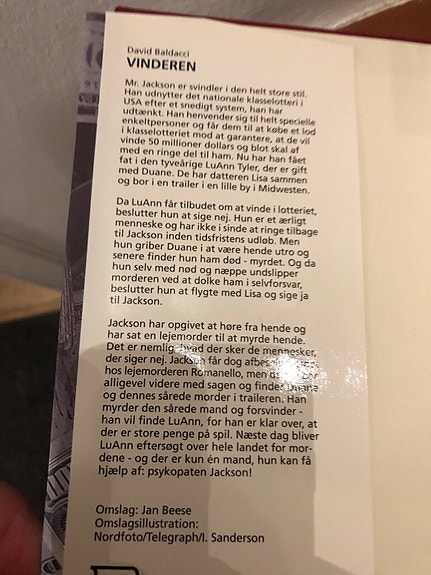 David Baldacci
VINDEREN
Mr. Jackson er svindler i den helt store stil.
Han udnytter det nationale klasselotteri i
USA efter et snedigt system, han har
udtænkt. Han henvender sig til helt specielle
enkeltpersoner og får dem til at købe et lod
i klasselotteriet mod at garantere, at de vil
vinde 50 millioner dollars og blot skal af
med en ringe del til ham. Nu har han fået
fat i den tyveårige LuAnn Tyler, der er gift
med Duane. De har datteren Lisa sammen
og bor i en trailer i en lille by i Midwesten.
Da LuAnn får tilbudet om at vinde i lotteriet,
beslutter hun at sige nej. Hun er et ærligt
menneske og har ikke i sinde at ringe tilbage
til Jackson inden tidsfristens udløb. Men
hun griber Duane i at være hende utro og
senere finder hun ham død - myrdet. Og da
hun selv med nød og næppe undslipper
morderen ved at dolke ham i selvforsvar,
beslutter hun at flygte med Lisa og sige ja
til Jackson.
Jackson har opgivet at høre fra hende og
har sat en lejemorder til at myrde hende.
Det er nemlig hvad der sker de mennesker,
der siger nej. Jackson får dog afbes
hos lejemorderen Romanello, men
alligevel videre med sagen og finder Duane
og dennes sårede morder i traileren. Han
myrder den sårede mand og forsvinder -
han vil finde LuAnn, for han er klar over, at
der er store penge på spil. Næste dag bliver
LuAnn eftersøgt over hele landet for mor-
dene - og der er kun én mand, hun kan få
hjælp af: psykopaten Jackson!
Omslag: Jan Beese
Omslagsillustration:
Nordfoto/Telegraph/I. Sanderson